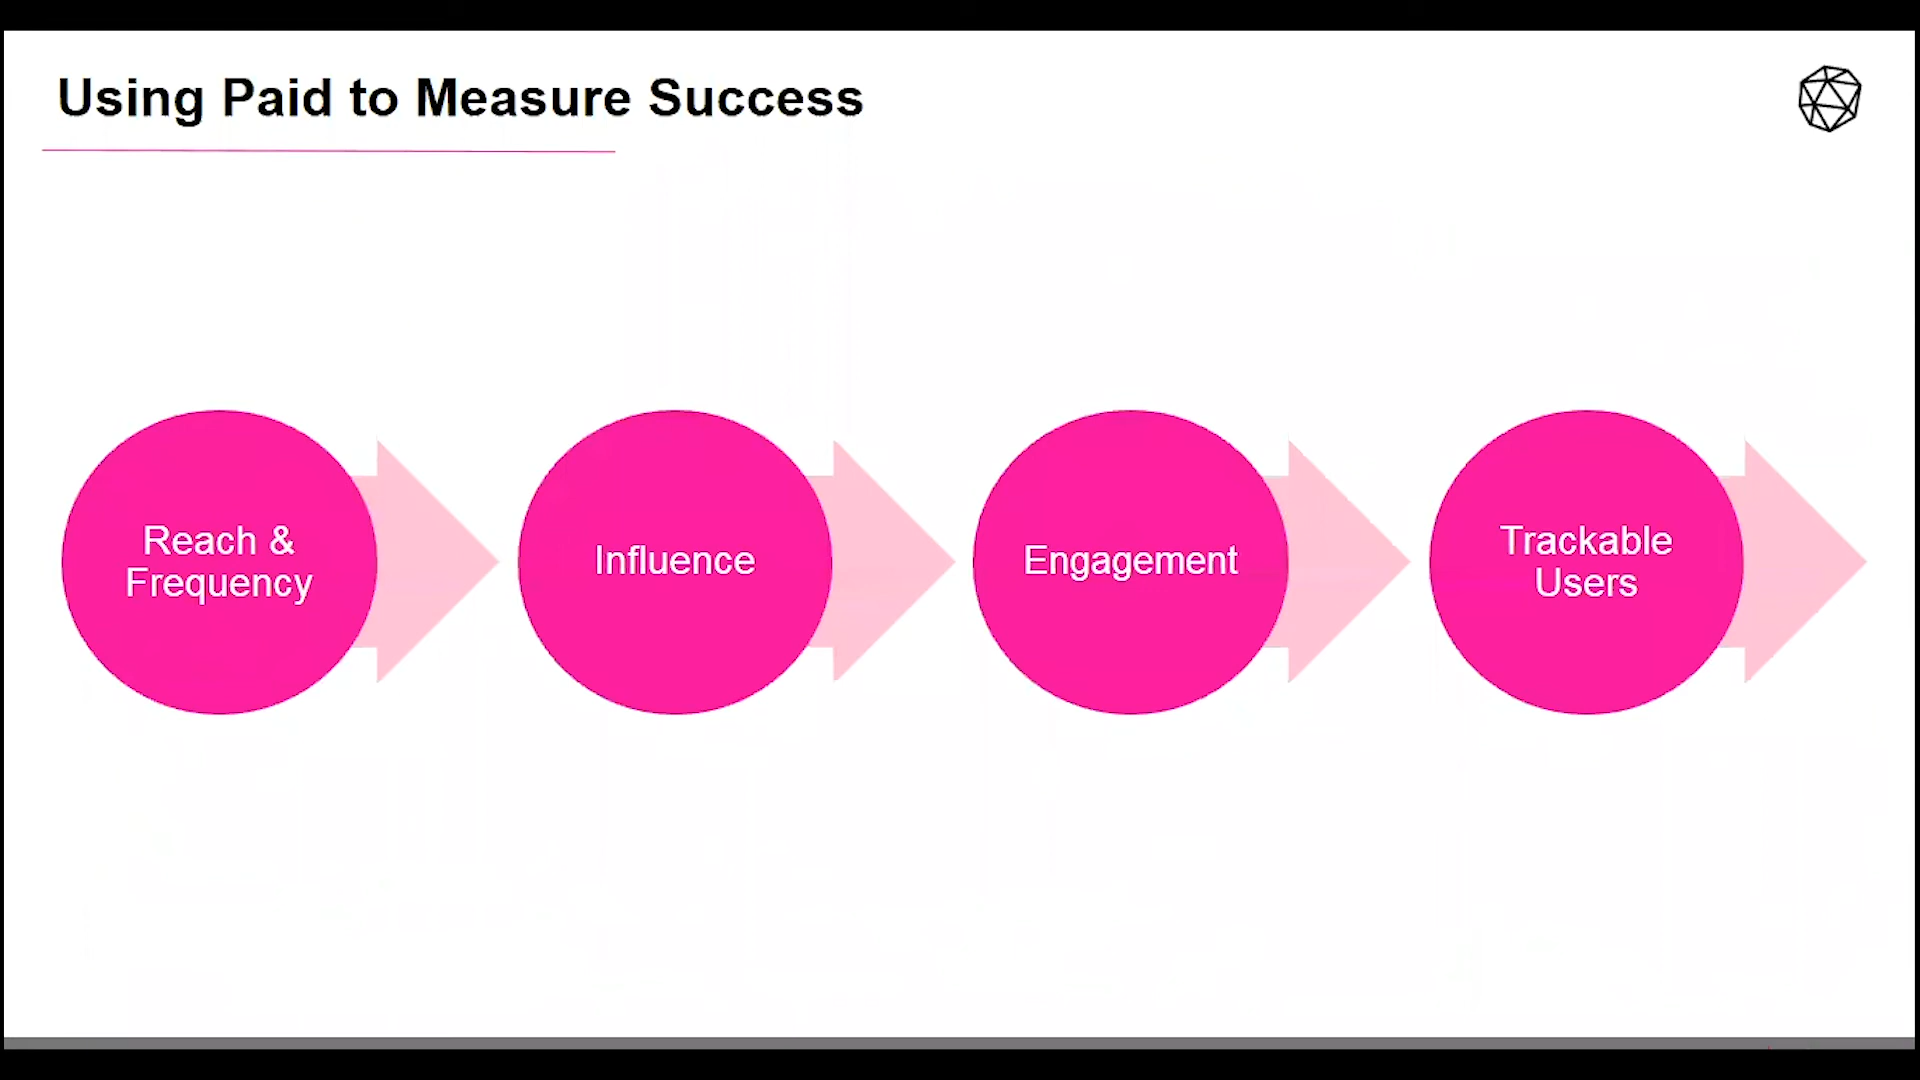 Using Paid to Measure Success
Reach &
Frequency
Influence
Engagement
Trackable
Users